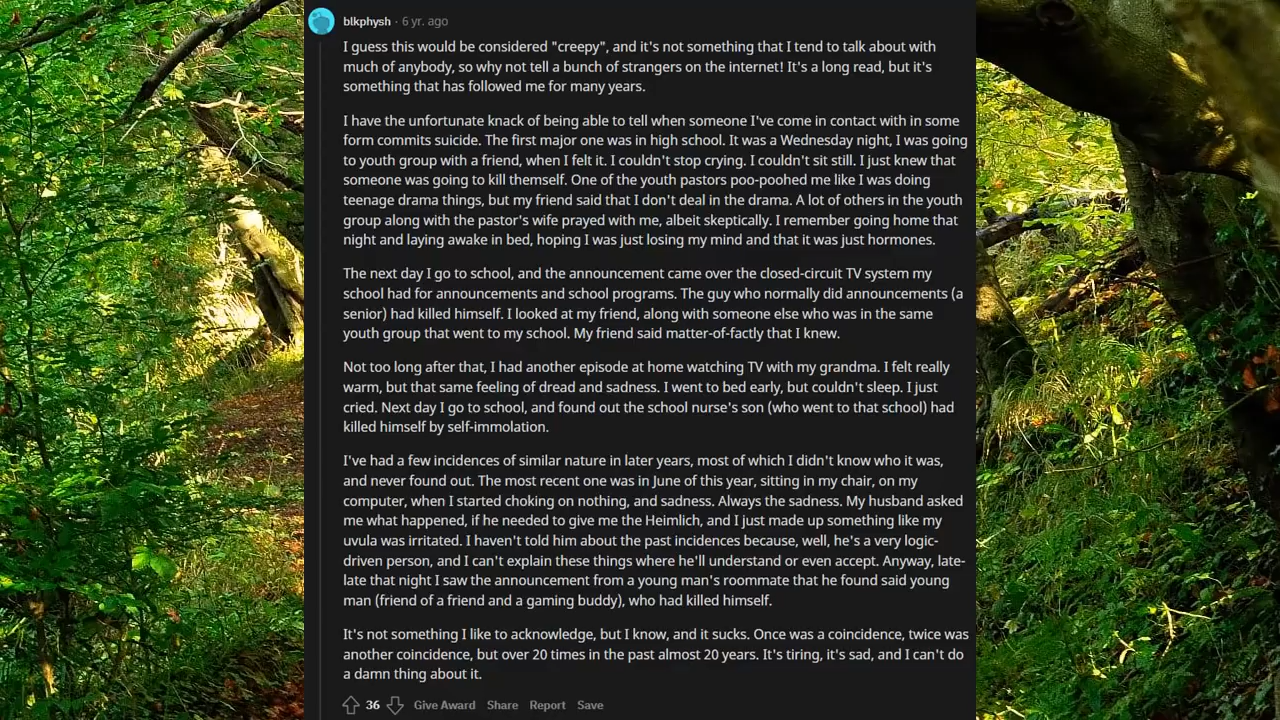 blkphysh · 6 yr. ago
I guess this would be considered "creepy", and it's not something that I tend to talk about with
much of anybody, so why not tell a bunch of strangers on the internet! It's a long read, but it's
something that has followed me for many years.
I have the unfortunate knack of being able to tell when someone I've come in contact with in some
form commits suicide. The first major one was in high school. It was a Wednesday night, I was going
to youth group with a friend, when I felt it. I couldn't stop crying. I couldn't sit still. I just knew that
someone was going to kill themself. One of the youth pastors poo-poohed me like I was doing
teenage drama things, but my friend said that I don't deal in the drama. A lot of others in the youth
group along with the pastor's wife prayed with me, albeit skeptically. I remember going home that
night and laying awake in bed, hoping I was just losing my mind and that it was just hormones.
The next day I go to school, and the announcement came over the closed-circuit TV system my
school had for announcements and school programs. The guy who normally did announcements (a
senior) had killed himself. I looked at my friend, along with someone else who was in the same
youth group that went to my school. My friend said matter-of-factly that I knew.
Not too long after that, I had another episode at home watching TV with my grandma. I felt really
warm, but that same feeling of dread and sadness. I went to bed early, but couldn't sleep. I just
cried. Next day I go to school, and found out the school nurse's son (who went to that school) had
killed himself by self-immolation.
I've had a few incidences of similar nature in later years, most of which I didn't know who it was,
and never found out. The most recent one was in June of this year, sitting in my chair, on my
computer, when I started choking on nothing, and sadness. Always the sadness. My husband asked
me what happened, if he needed to give me the Heimlich, and I just made up something like my
uvula was irritated. I haven't told him about the past incidences because, well, he's a very logic-
driven person, and I can't explain these things where he'll understand or even accept. Anyway, late-
late that night I saw the announcement from a young man's roommate that he found said young
man (friend of a friend and a gaming buddy), who had killed himself.
It's not something I like to acknowledge, but I know, and it sucks. Once was a coincidence, twice was
another coincidence, but over 20 times in the past almost 20 years. It's tiring, it's sad, and I can't do
a damn thing about it.
36 Give Award Share Report Save